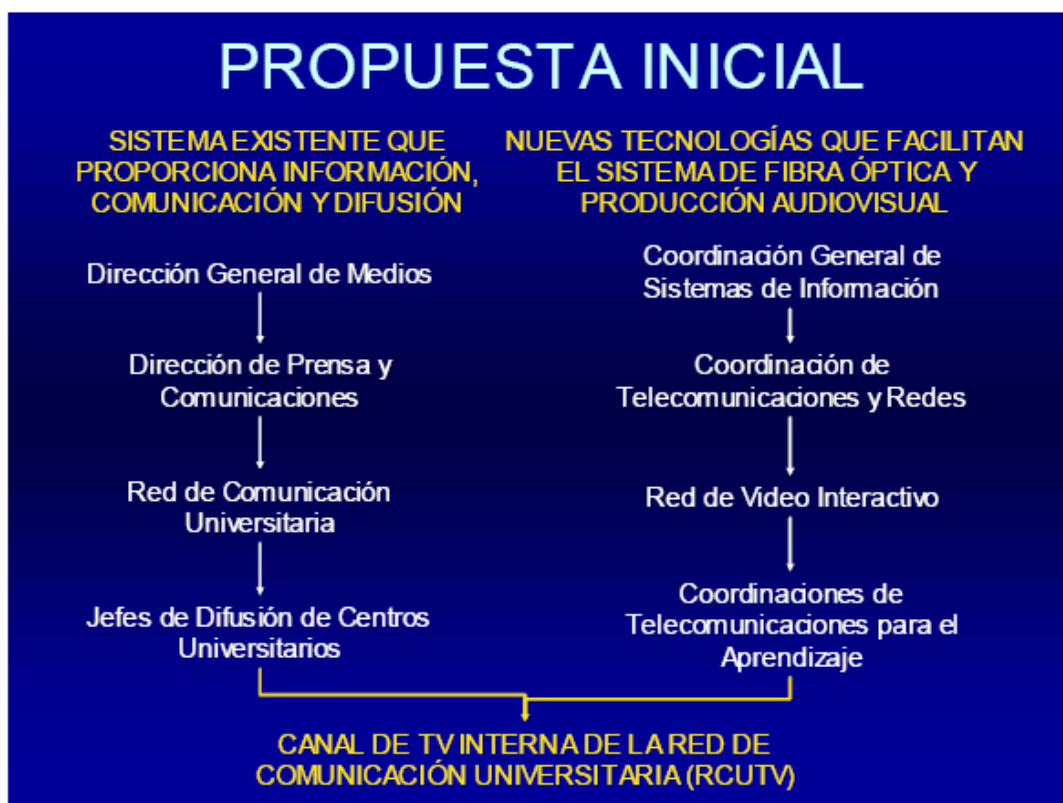 PROPUESTA INICIAL
SISTEMA EXISTENTE QUE
PROPORCIONA INFORMACIÓN,
COMUNICACIÓN Y DIFUSIÓN
Dirección General de Medios
Dirección de Prensa y
Comunicaciones
Red de Comunicación
Universitaria
Jefes de Difusión de Centros
Universitarios
NUEVAS TECNOLOGÍAS QUE FACILITAN
EL SISTEMA DE FIBRA ÓPTICA Y
PRODUCCIÓN AUDIOVISUAL
Coordinación General de
Sistemas de Información
Coordinación de
Telecomunicaciones y Redes
Red de Video Interactivo
Coordinaciones de
Telecomunicaciones para el
Aprendizaje
CANAL DE TV INTERNA DE LA RED DE
COMUNICACIÓN UNIVERSITARIA (RCUTV)